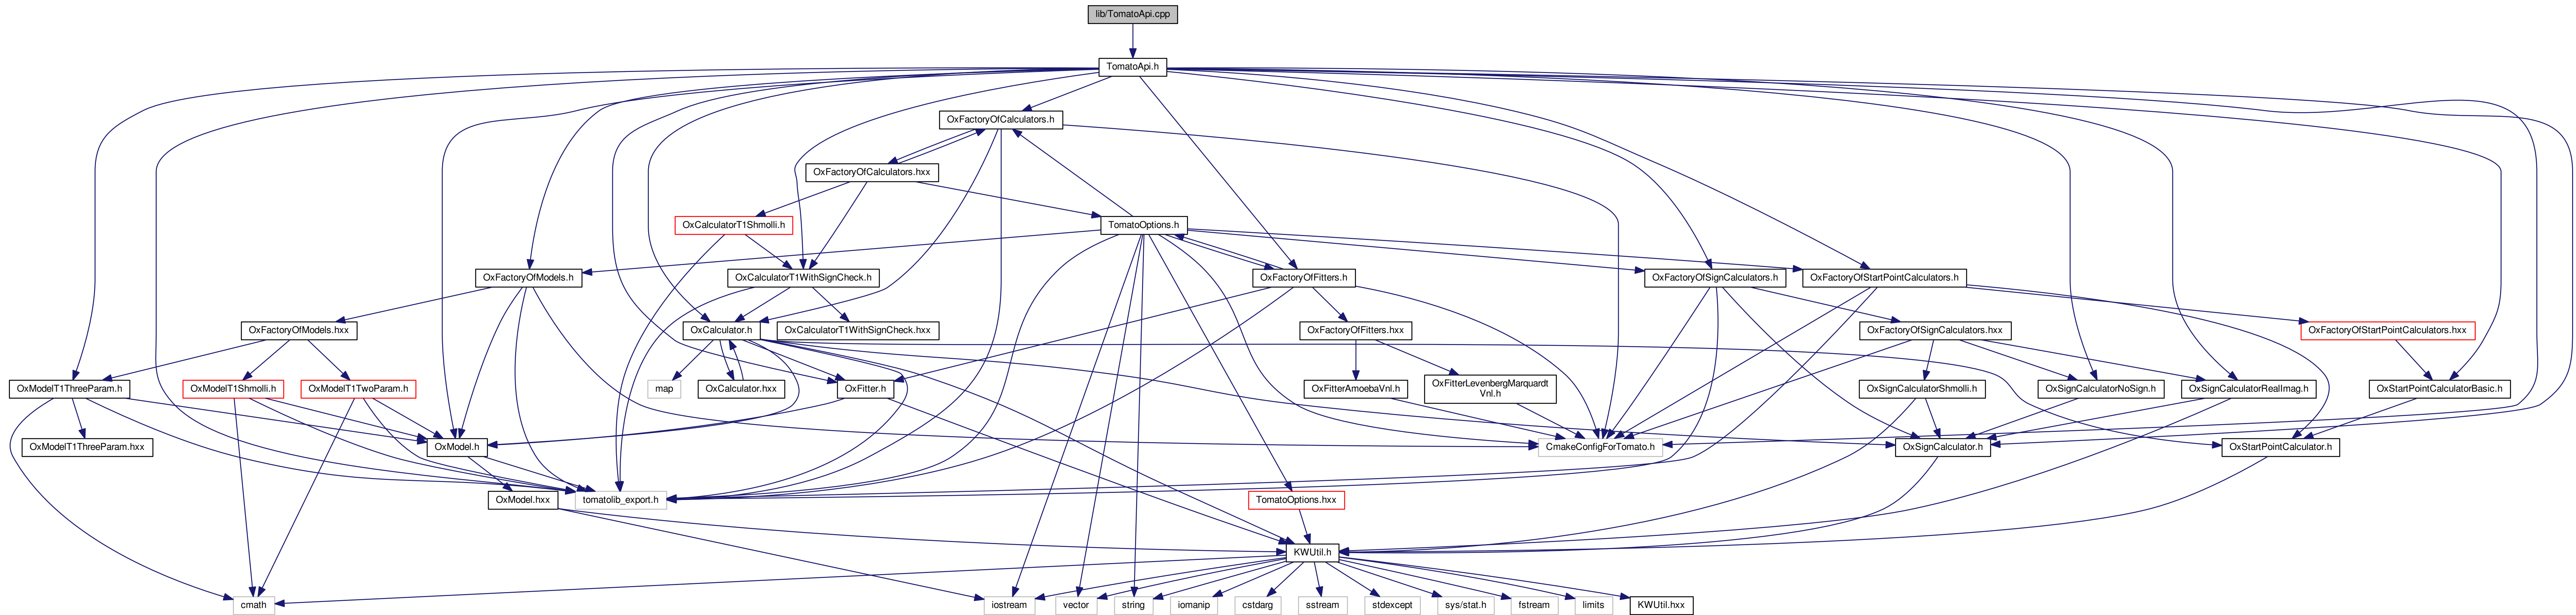 lib/TomatoApi.cpp
TomatoApi.h
OxFactoryOfCalculators.h
OxFactoryOfCalculators.hxx
OxCalculatorT1Shmolli.h
TomatoOptions.h
OxFactoryOfModels.h
OxCalculatorT1WithSignCheck.h
OxFactoryOfFitters.h
OxFactoryOfSignCalculators.h
OxFactoryOfStartPointCalculators.h
OxFactoryOfModels.hxx
OxCalculator.h
OxCalculatorT1WithSignCheck.hxx
OxFactoryOfFitters.hxx
OxFactoryOfSignCalculators.hxx
OxFactoryOfStartPointCalculators.hxx
OxModelT1ThreeParam.h
OxModelT1Shmolli.h
OxModelT1TwoParam.h
map
OxCalculator.hxx
OxFitter.h
OxFitterAmoebaVnl.h
OxFitterLevenbergMarquardt
Vnl.h
OxSignCalculatorShmolli.h
OxSignCalculatorNoSign.h
OxSignCalculatorRealImag.h
OxStartPointCalculatorBasic.h
OxModelT1ThreeParam.hxx
OxModel.h
CmakeConfigForTomato.h
OxSignCalculator.h
OxStartPointCalculator.h
OxModel.hxx
tomatolib_export.h
TomatoOptions.hxx
KWUtil.h
cmath
iostream
vector
string
iomanip
cstdarg
sstream
stdexcept
sys/stat.h
fstream
limits
KWUtil.hxx